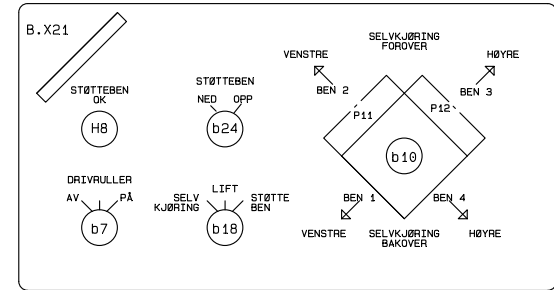 B.X21
STØTTEBEN
OK
H8
STØTTEBEN
NED OPP
b24
SELVKJØRING
FOROVER
VENSTRE
HØYRE
BEN 2
BEN 3
P11
P12
b10
DRIVRULLER
AV PÅ
b7
LIFT
SELV
KJØRING
STØTTE
BEN
b18
BEN 1
BEN 4
VENSTRE
SELVKJØRING
BAKOVER
HØYRE